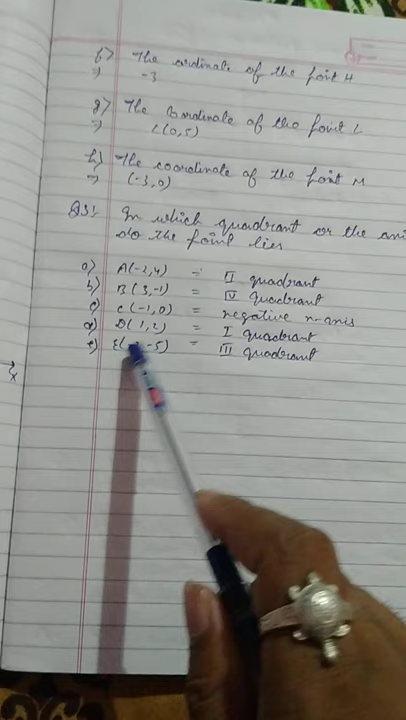 f) The ordinate of the point H
⇒ -3
g) The coordinate of the point L
⇒ L(0,5)
h) The coordinate of the point M
⇒ (-3,0)
Q3! In which quadrant or the
do the point lies
a) A(-2,4) = II quadrant
b) B(3,-1) = IV quadrant
c) C(-1,0) = negative x-axis
d) D(1,2) = I quadrant
e) E( -5) = III quadrant